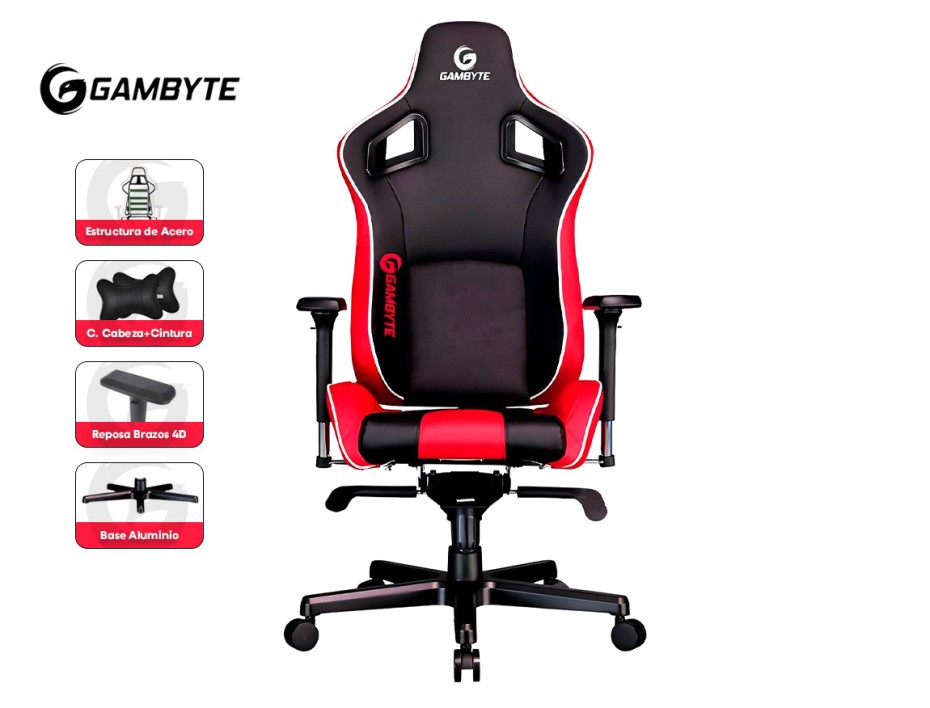 GAMBYTE
GAMBYTE
GAMBYTE
Estructura de Acero
C. Cabeza+Cintura
Reposa Brazos 4D
Base Aluminio